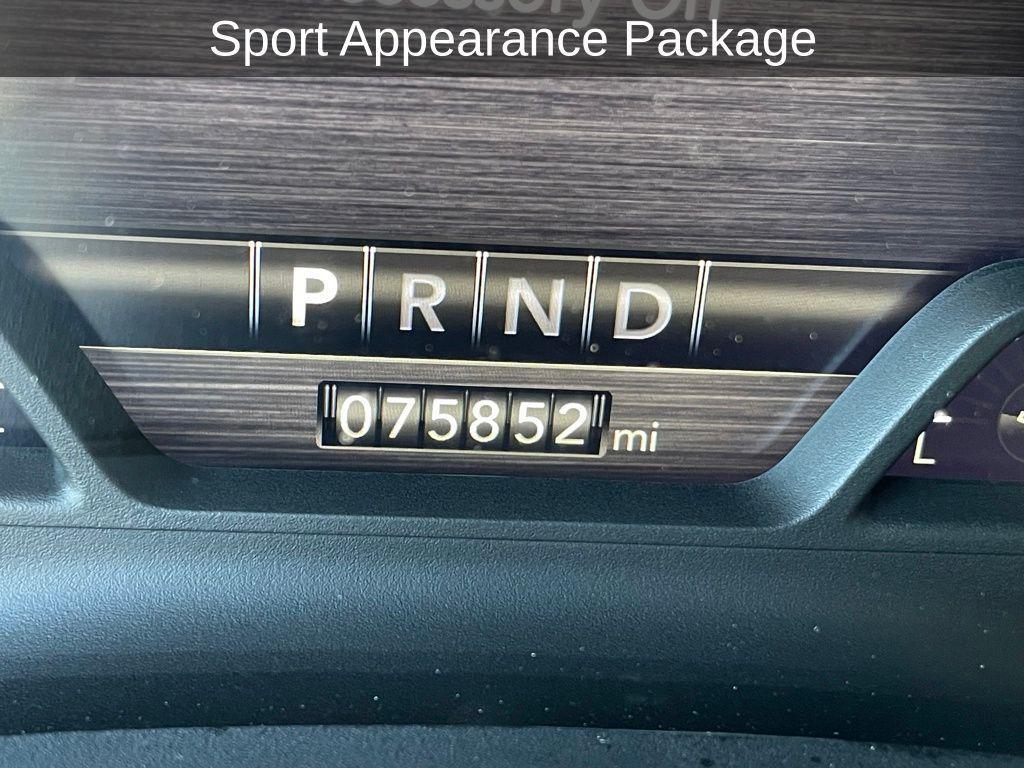 Sport Appearance Package
P R N D
075852 mi
L